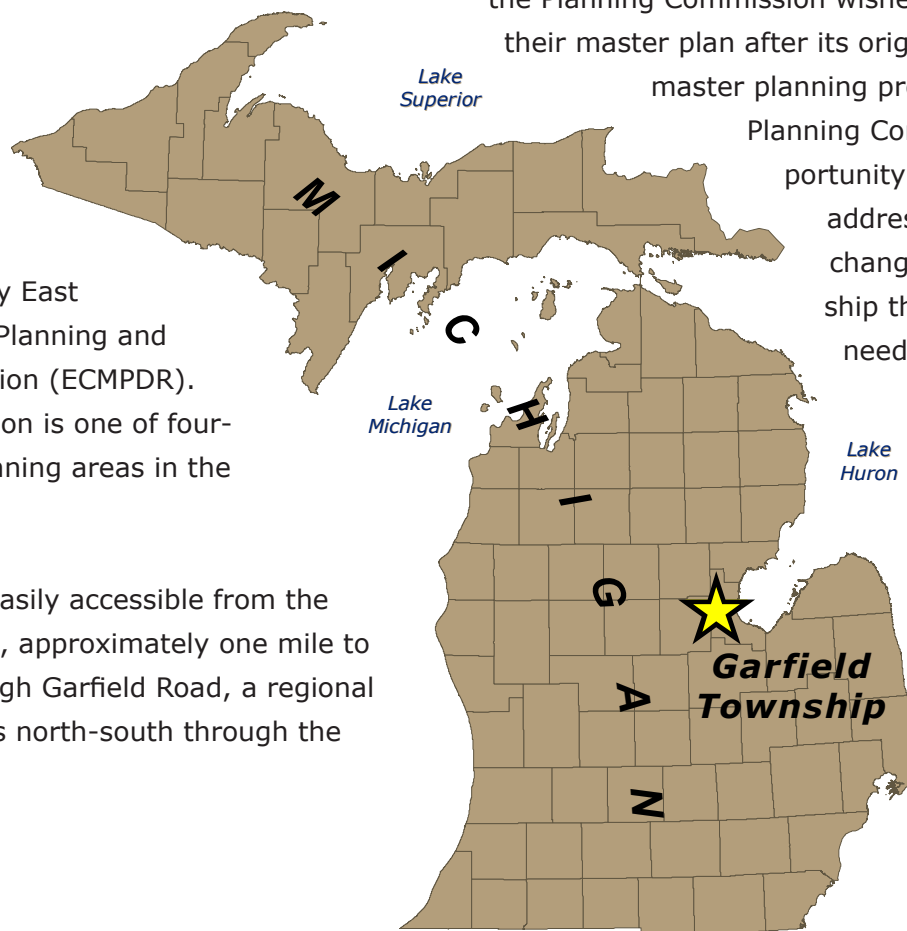 the Planning Commission wishe
their master plan after its orig
master planning pr
Planning Co
portunity
addres
chang
ship th
need
Lake
Superior
M I C H I G A N
y East
Planning and
ion (ECMPDR).
on is one of four-
nning areas in the
Lake
Michigan
Lake
Huron
easily accessible from the
, approximately one mile to
gh Garfield Road, a regional
s north-south through the
Garfield
Township